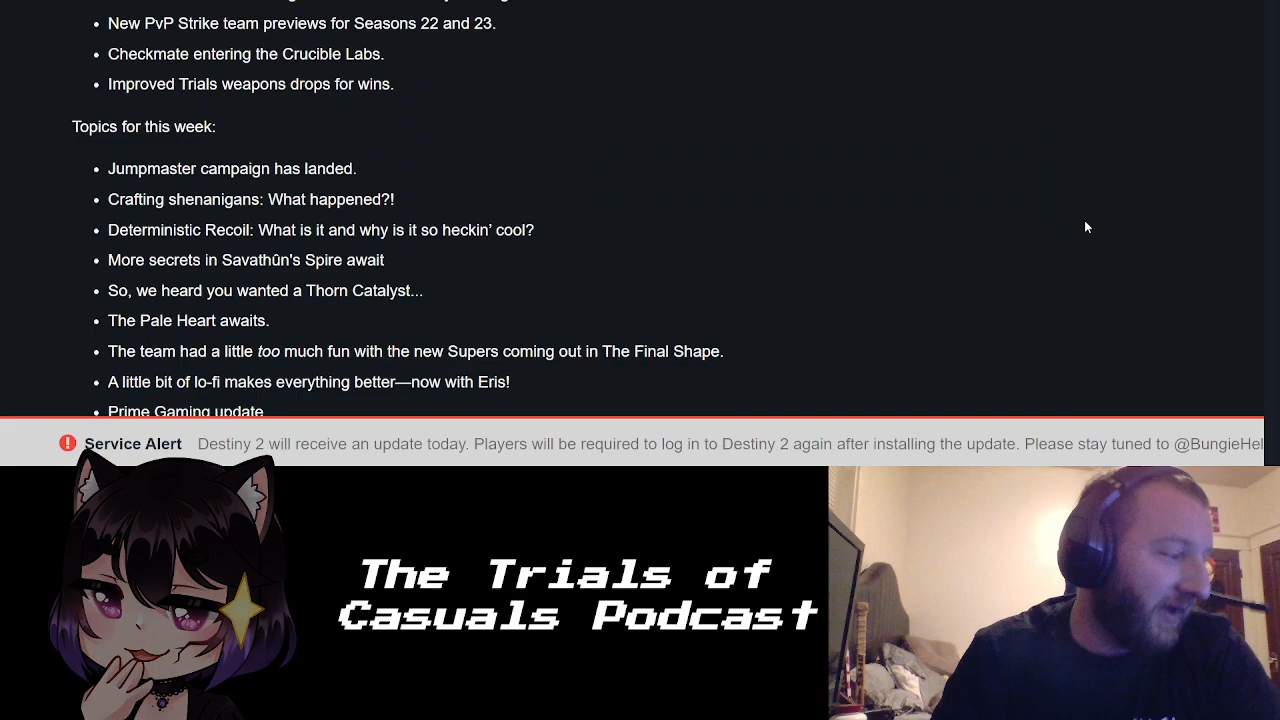 New PvP Strike team previews for Seasons 22 and 23.
Checkmate entering the Crucible Labs.
Improved Trials weapons drops for wins.
Topics for this week:
Jumpmaster campaign has landed.
Crafting shenanigans: What happened?!
Deterministic Recoil: What is it and why is it so heckin’ cool?
More secrets in Savathûn's Spire await
So, we heard you wanted a Thorn Catalyst...
The Pale Heart awaits.
The team had a little too much fun with the new Supers coming out in The Final Shape.
A little bit of lo-fi makes everything better—now with Eris!
Prime Gaming update
Service Alert Destiny 2 will receive an update today. Players will be required to log in to Destiny 2 again after installing the update. Please stay tuned to @BungieHel
The Trials of
Casuals Podcast